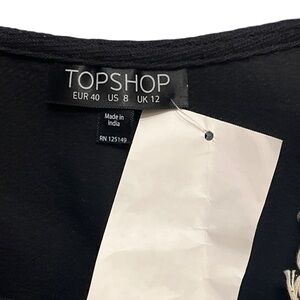 TOPSHOP
EUR 40 US 8 UK 12
Made in
India
RN 125149